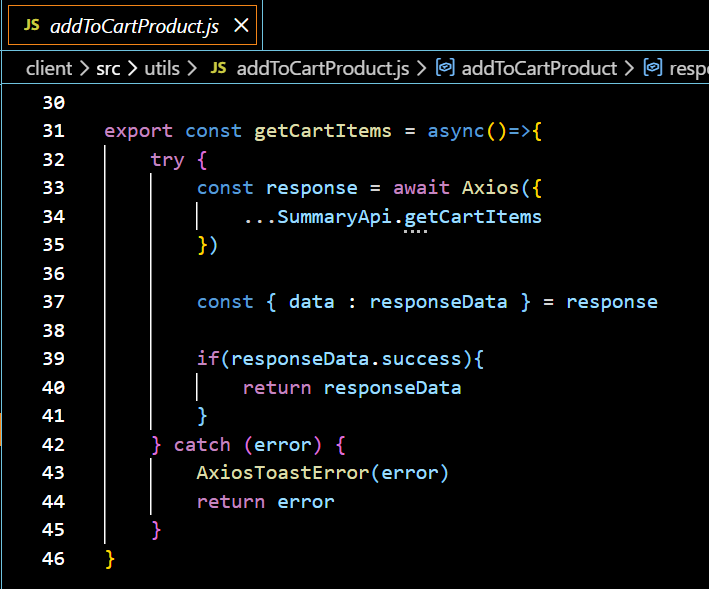 JS addToCartProduct.js ×
client > src > utils > JS addToCartProduct.js > addToCartProduct > respo
30
31 export const getCartItems = async()=>{
32     try {
33         const response = await Axios({
34             ...SummaryApi.getCartItems
35         })
36
37         const { data : responseData } = response
38
39         if(responseData.success){
40             return responseData
41         }
42     } catch (error) {
43         AxiosToastError(error)
44         return error
45     }
46 }